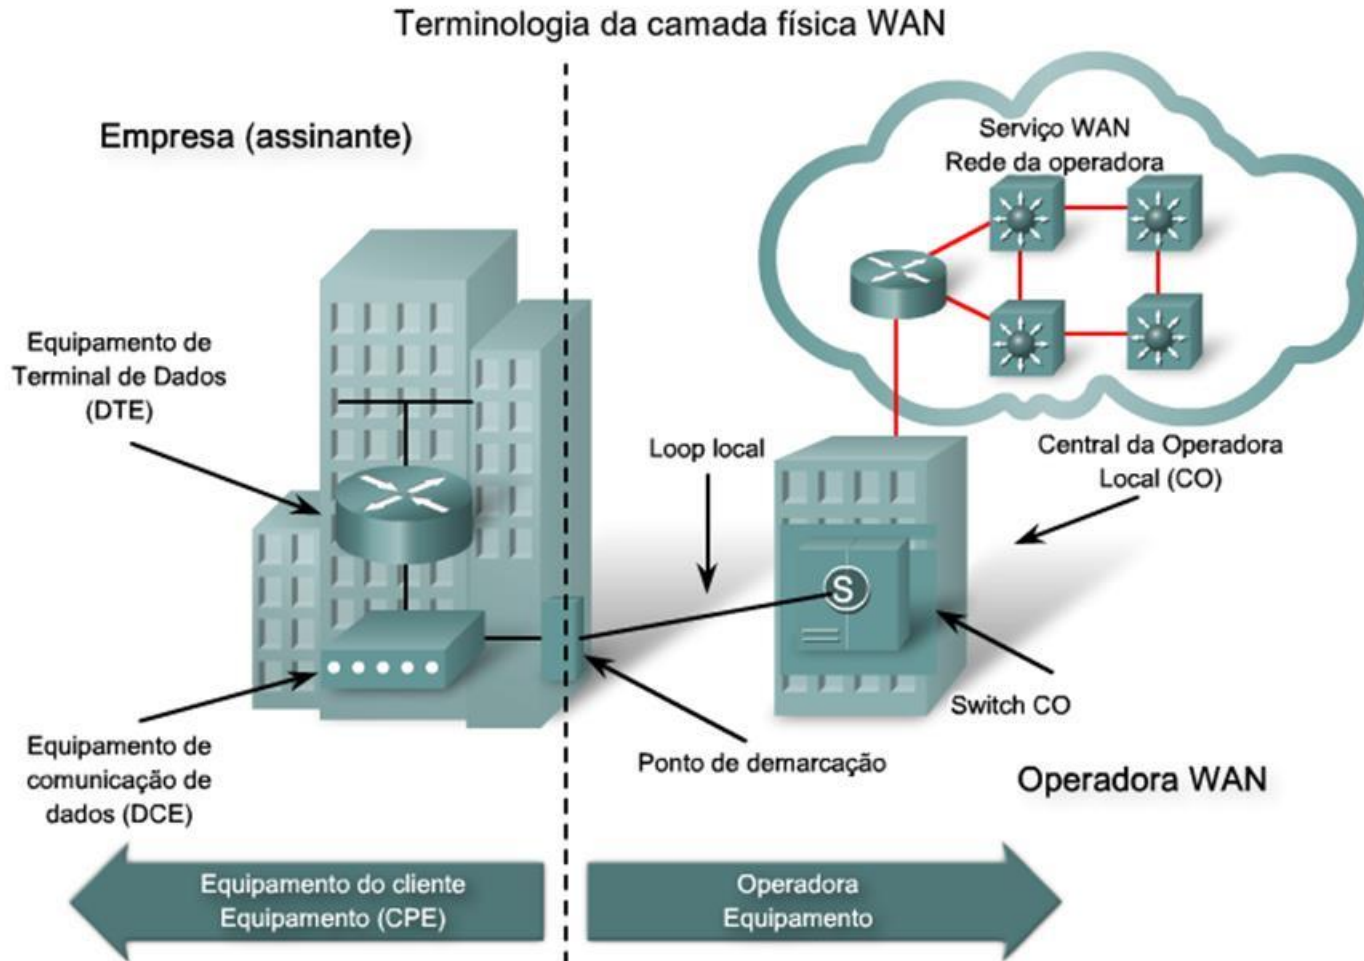 Terminologia da camada física WAN
Empresa (assinante)
Serviço WAN
Rede da operadora
Equipamento de
Terminal de Dados
(DTE)
Loop local
Central da Operadora
Local (CO)
S
Switch CO
Equipamento de
comunicação de
dados (DCE)
Ponto de demarcação
Operadora WAN
Equipamento do cliente
Equipamento (CPE)
Operadora
Equipamento